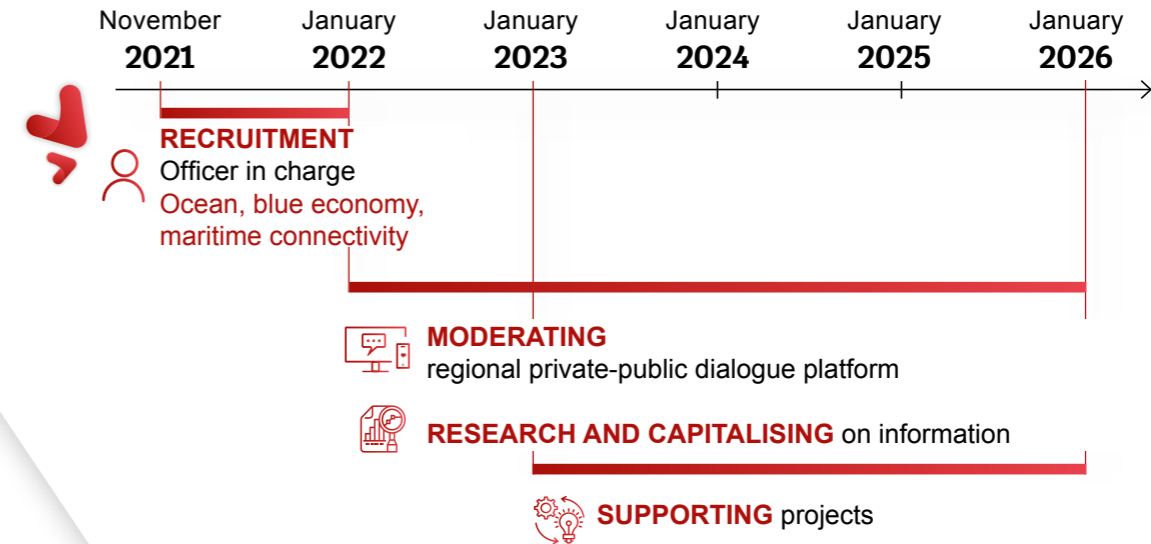 November January January January January January
2021 2022 2023 2024 2025 2026
RECRUITMENT
Officer in charge
Ocean, blue economy,
maritime connectivity
MODERATING
regional private-public dialogue platform
RESEARCH AND CAPITALISING on information
SUPPORTING projects